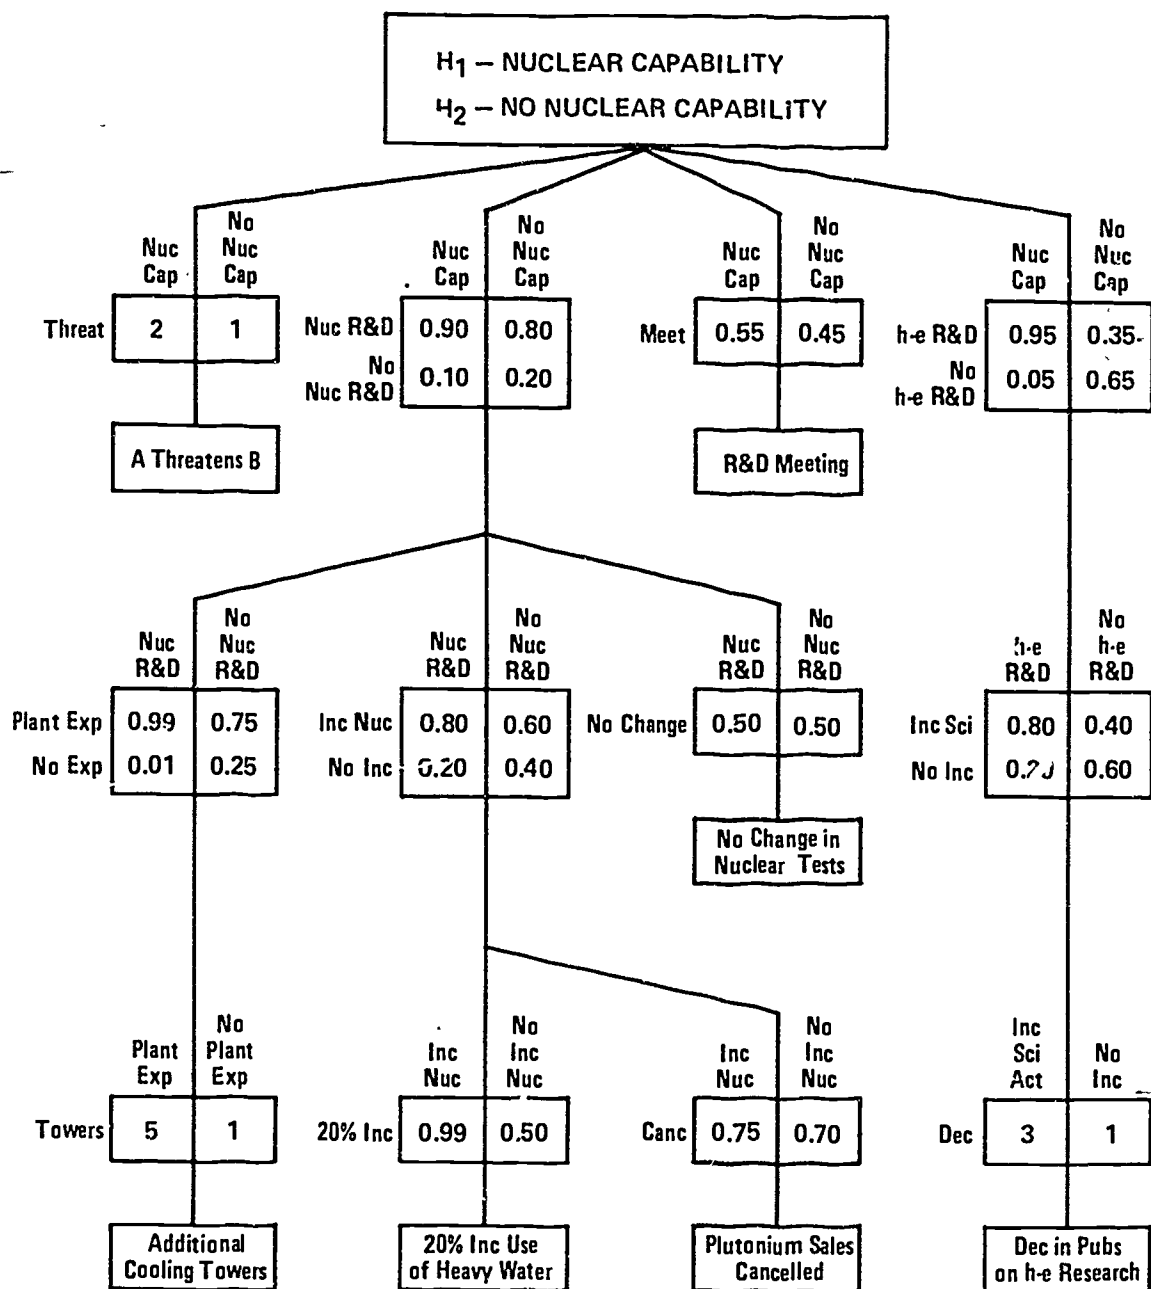 H1 – NUCLEAR CAPABILITY
H2 – NO NUCLEAR CAPABILITY
Nuc
Cap
No
Nuc
Cap
Threat 2 1
A Threatens B
Nuc
Cap
No
Nuc
Cap
Nuc R&D 0.90 0.80
No
Nuc R&D 0.10 0.20
Nuc
Cap
No
Nuc
Cap
Meet 0.55 0.45
R&D Meeting
Nuc
Cap
No
Nuc
Cap
h-e R&D 0.95 0.35
No
h-e R&D 0.05 0.65
Nuc
R&D
No
Nuc
R&D
Plant Exp 0.99 0.75
No Exp 0.01 0.25
Nuc
R&D
No
Nuc
R&D
Inc Nuc 0.80 0.60
No Inc 0.20 0.40
Nuc
R&D
No
Nuc
R&D
No Change 0.50 0.50
No Change in
Nuclear Tests
h-e
R&D
No
h-e
R&D
Inc Sci 0.80 0.40
No Inc 0.20 0.60
Plant
Exp
No
Plant
Exp
Towers 5 1
Additional
Cooling Towers
Inc
Nuc
No
Inc
Nuc
20% Inc 0.99 0.50
20% Inc Use
of Heavy Water
Inc
Nuc
No
Inc
Nuc
Canc 0.75 0.70
Plutonium Sales
Cancelled
Inc
Sci
Act
No
Inc
Dec 3 1
Dec in Pubs
on h-e Research